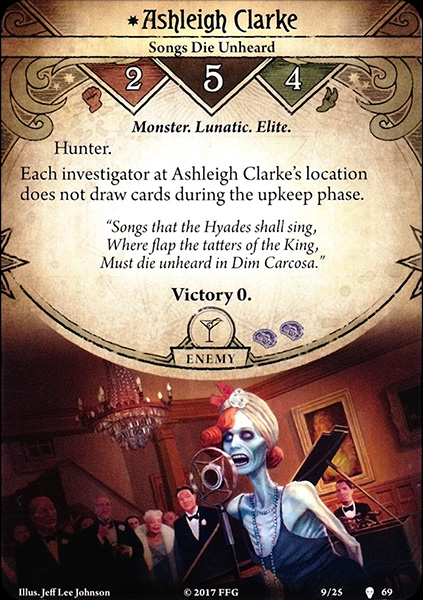 Ashleigh Clarke
Songs Die Unheard
2 5 4
Monster. Lunatic. Elite.
Hunter.
Each investigator at Ashleigh Clarke's location
does not draw cards during the upkeep phase.
“Songs that the Hyades shall sing,
Where flap the tatters of the King,
Must die unheard in Dim Carcosa.”
Victory 0.
ENEMY
Illus. Jeff Lee Johnson © 2017 FFG 9/25 69